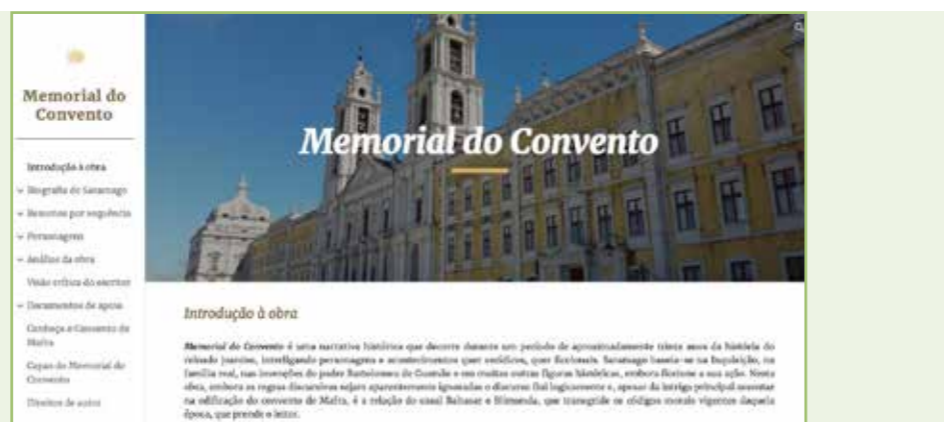 Memorial do
Convento
Introdução à obra
Biografia de Saramago
Resumos por sequência
Personagens
Análise da obra
Visão crítica do escritor
Documentos de apoio
Conheça o Convento de
Mafra
Capas do Memorial do
Convento
Direitos de autor
Memorial do Convento
Introdução à obra
Memorial do Convento é uma narrativa histórica que decorre durante um período de aproximadamente trinta anos da história do
reinado joanino, interligando personagens e acontecimentos quer verídicos, quer ficcionais. Saramago baseia-se na Inquisição, na
família real, nas invenções do padre Bartolomeu de Gusmão e em muitas outras figuras históricas, embora ficcione a sua ação. Nesta
obra, embora as regras discursivas sejam aparentemente ignoradas o discurso flui logicamente e, apesar da intriga principal assentar
na edificação do convento de Mafra, é a relação do casal Baltasar e Blimunda, que transgride os códigos morais vigentes daquela
época, que prende o leitor.